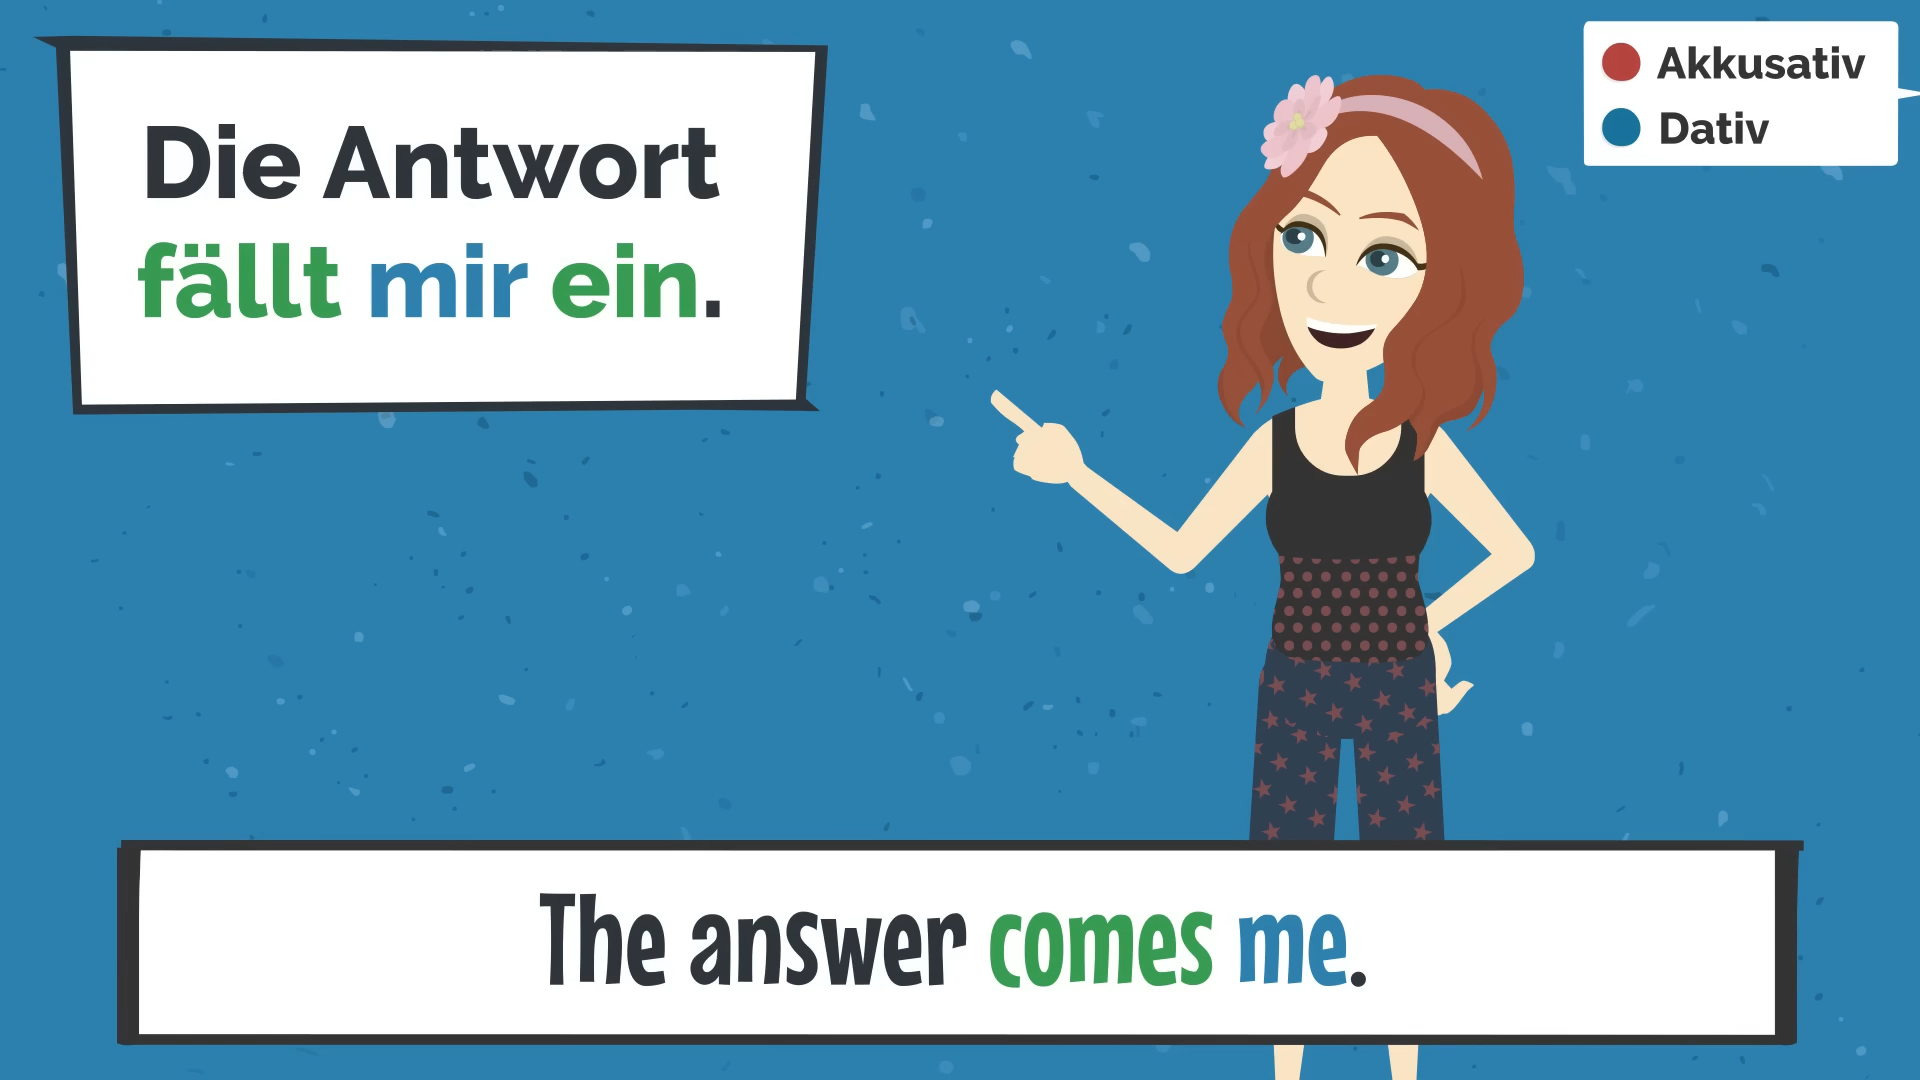 Die Antwort
fällt mir ein.
Akkusativ
Dativ
The answer comes me.